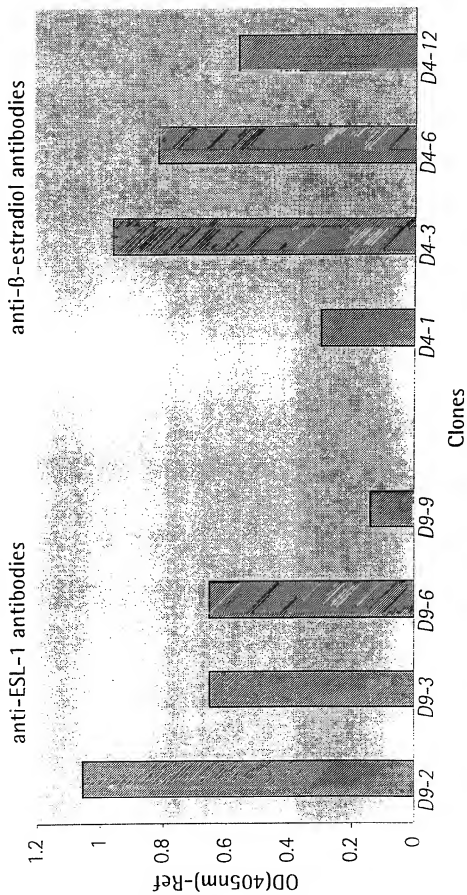 anti-ESL-1 antibodies
anti-ß-estradiol antibodies
OD(405nm)-Ref
1.2
1
0.8
0.6
0.4
0.2
0
D9-2
D9-3
D9-6
D9-9
D4-1
D4-3
D4-6
D4-12
Clones